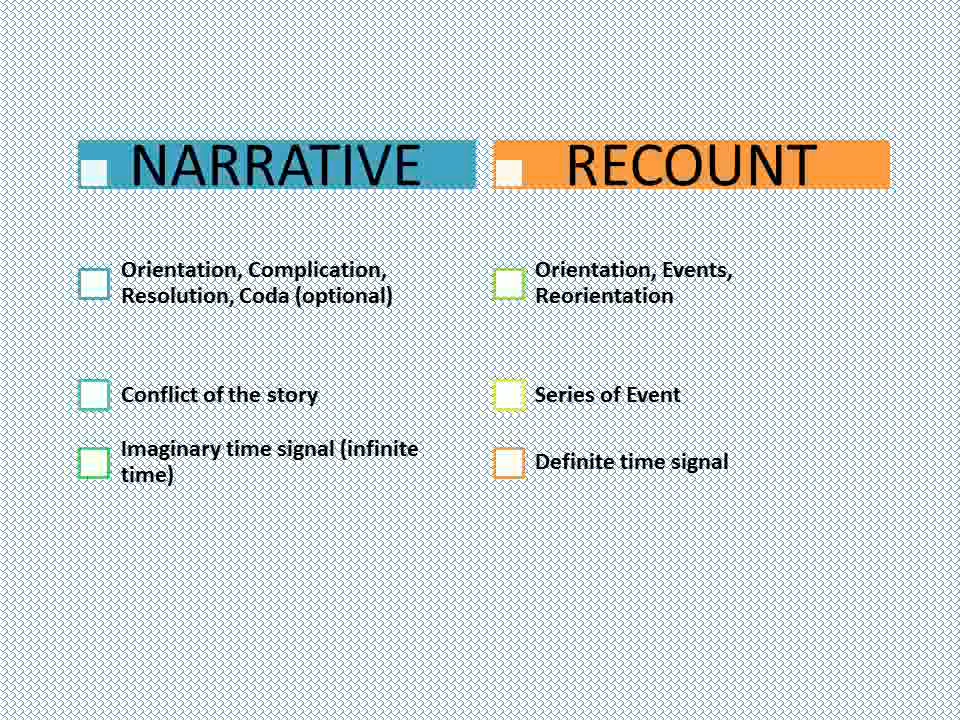 NARRATIVE
Orientation, Complication,
Resolution, Coda (optional)
Conflict of the story
Imaginary time signal (infinite
time)
RECOUNT
Orientation, Events,
Reorientation
Series of Event
Definite time signal